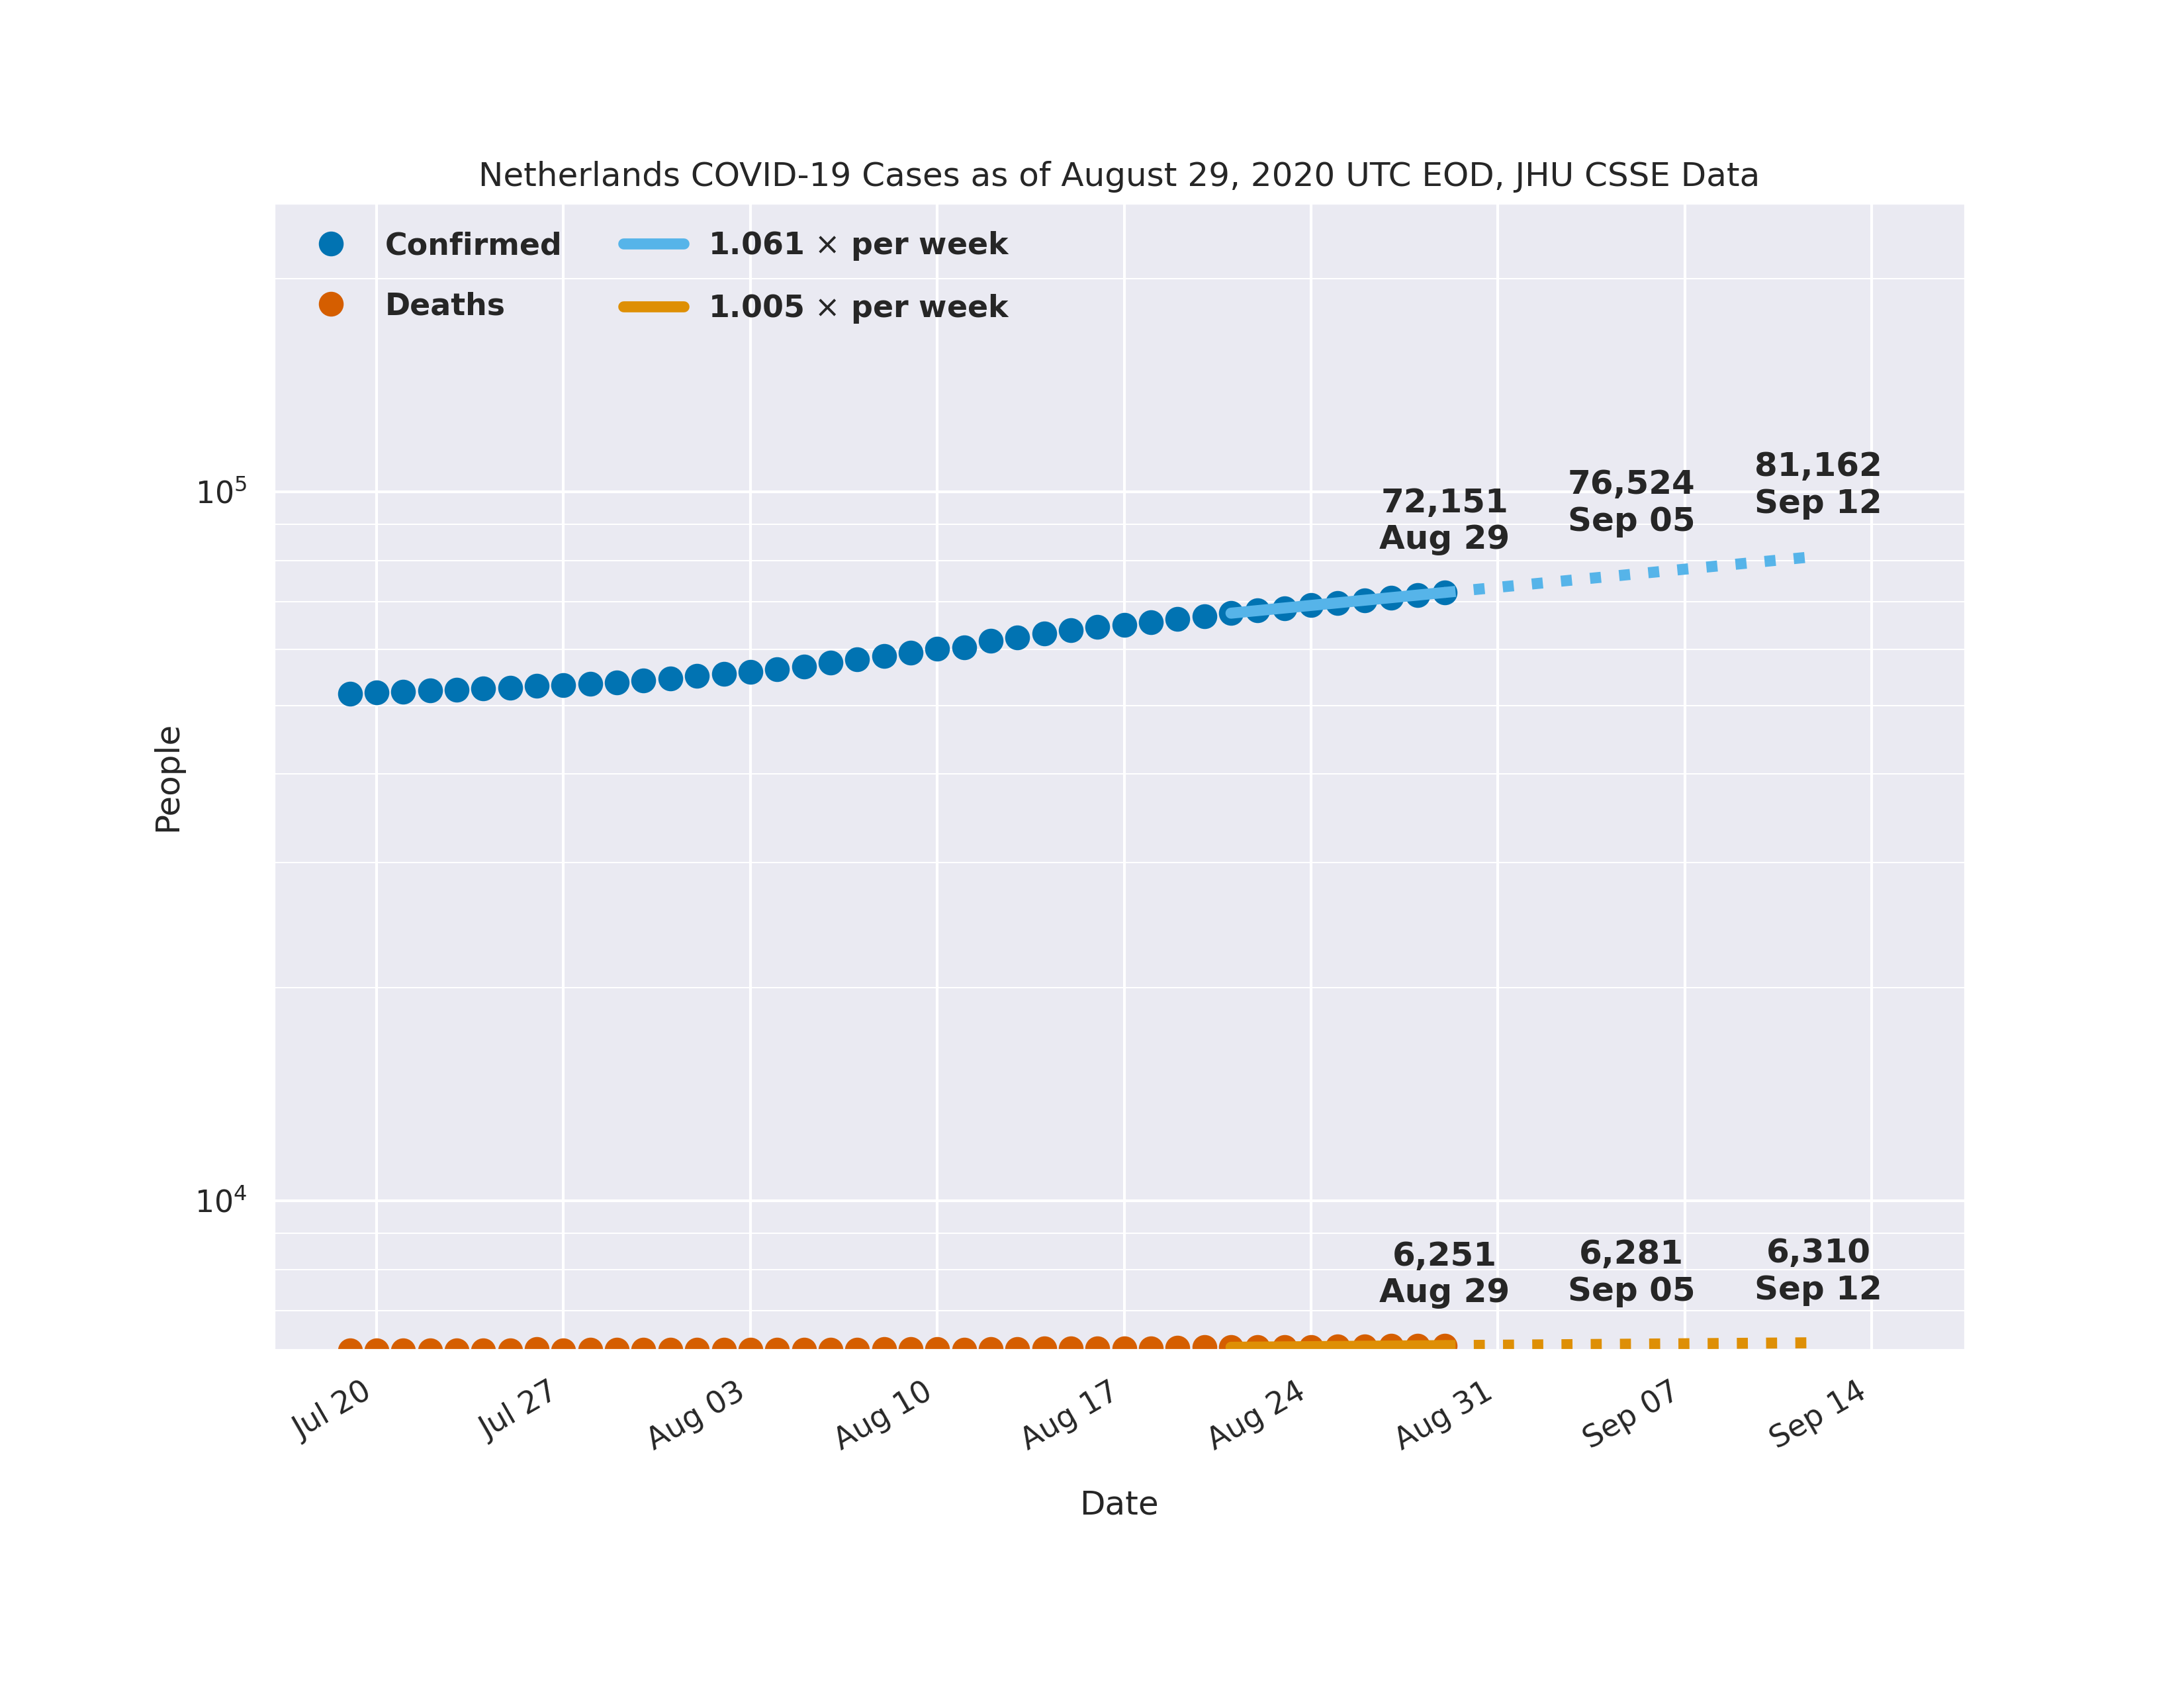 Netherlands COVID-19 Cases as of August 29, 2020 UTC EOD, JHU CSSE Data
Confirmed
Deaths
1.061 × per week
1.005 × per week
10⁵
10⁴
People
72,151
Aug 29
76,524
Sep 05
81,162
Sep 12
6,251
Aug 29
6,281
Sep 05
6,310
Sep 12
Jul 20
Jul 27
Aug 03
Aug 10
Aug 17
Aug 24
Aug 31
Sep 07
Sep 14
Date